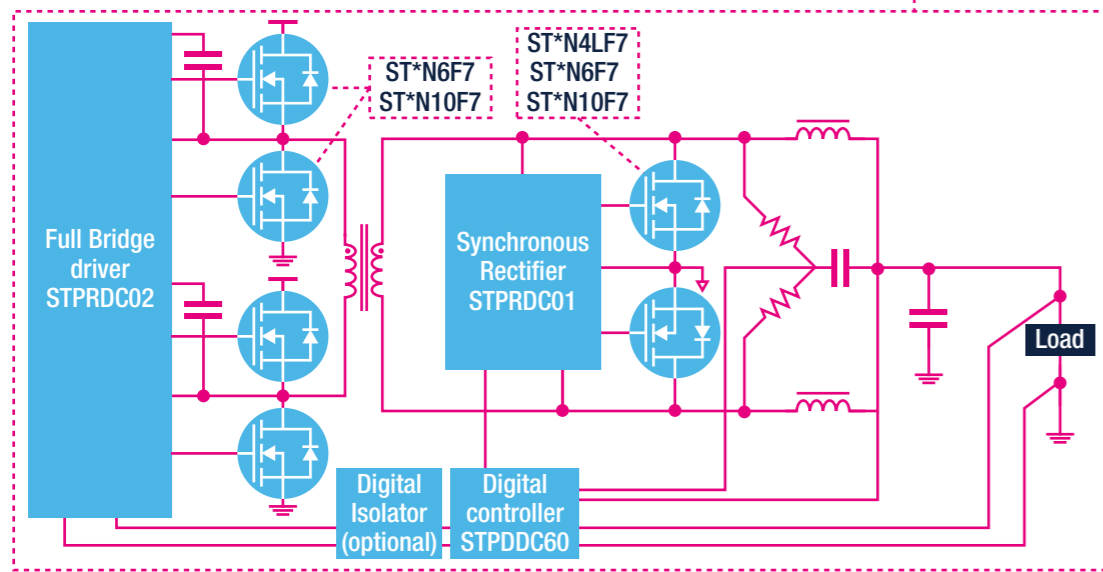 ST*N6F7
ST*N10F7
ST*N4LF7
ST*N6F7
ST*N10F7
Full Bridge
driver
STPRDC02
Synchronous
Rectifier
STPRDC01
Load
Digital
Isolator
(optional)
Digital
controller
STPDDC60